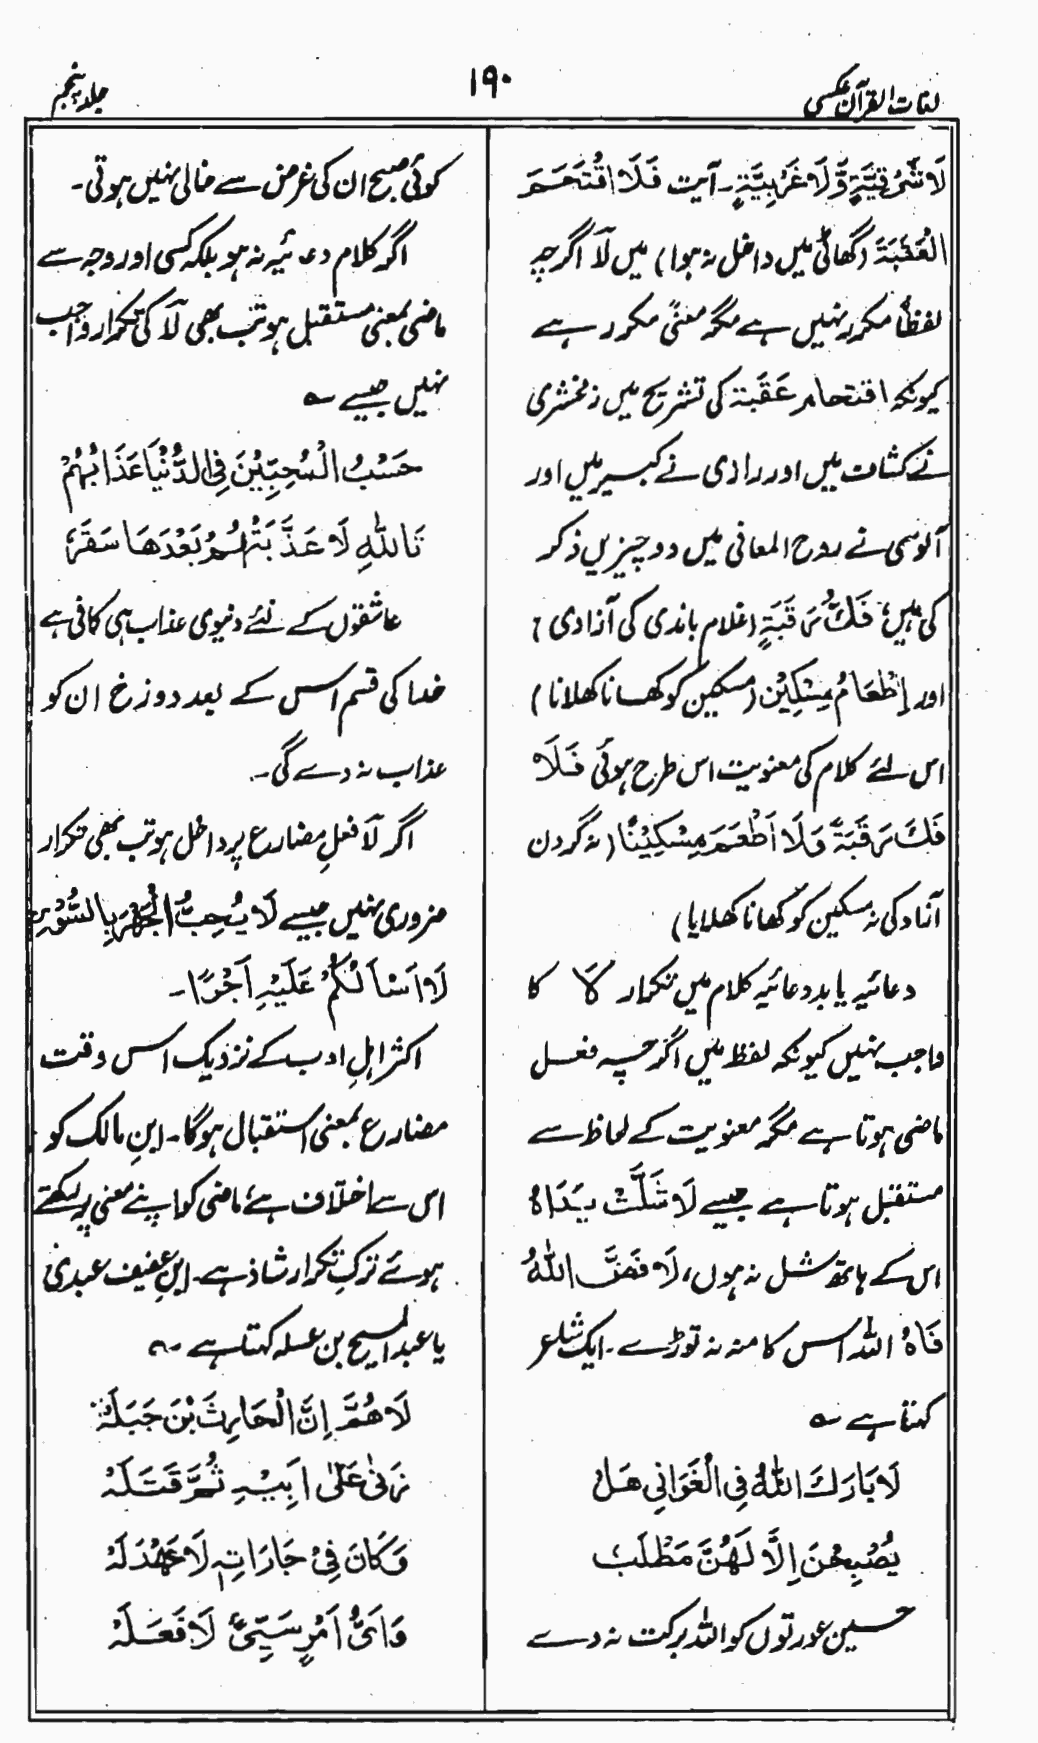 لغات القرآن عکسی
۱۹۰
جلد پنجم
لَا شَرْقِیَّةٍ وَّلَا غَرْبِیَّةٍ۔ آیت فَلَا اقْتَحَمَ
الْعَقَبَةَ (گھاٹی میں داخل نہ ہوا) میں لَا اگرچہ
لفظاً مکرر نہیں ہے مگر معنیً مکرر ہے
کیونکہ اقتحام عَقَبَة کی تشریح میں زمخشری
نے کشاف میں اور رازی نے کبیر میں اور
آلوسی نے روح المعانی میں دو چیزیں ذکر
کی ہیں، فَكُّ رَقَبَةٍ (غلام باندی کی آزادی)
اور إِطْعَامُ مِسْكِیْن (مسکین کو کھانا کھلانا)
اس لئے کلام کی معنویت اس طرح ہوئی فَلَا
فَكَّ رَقَبَةً وَلَا اَطْعَمَ مِسْكِیْنًا (نہ گردن
آزاد کی نہ مسکین کو کھانا کھلایا)
دعائیہ یا بددعائیہ کلام میں تکرار لَا کا
واجب نہیں کیونکہ لفظ میں اگرچہ فعل
ماضی ہوتا ہے مگر معنویت کے لحاظ سے
مستقبل ہوتا ہے جیسے لَا شَلَّتْ یَدَاهُ
اس کے ہاتھ شل نہ ہوں، لَا فَضَّ اللّٰهُ
فَاهُ اللہ اس کا منہ نہ توڑے۔ ایک شاعر
کہتا ہے ؎
لَا بَارَكَ اللّٰهُ فِی الْغَوَانِی هَلْ
یُصْبِحْنَ اِلَّا لَهُنَّ مَطْلَبُ
حسین عورتوں کو اللہ برکت نہ دے
کوئی صبح ان کی غرض سے خالی نہیں ہوتی۔
اگر کلام دعائیہ نہ ہو بلکہ کسی اور وجہ سے
ماضی بمعنی مستقبل ہو تب بھی لَا کی تکرار واجب
نہیں جیسے ؎
حَسْبُ الْمُحِبِّیْنَ فِی الدُّنْیَا عَذَابُهُمْ
تَاللّٰهِ لَا عَذَّبَتْهُمْ بَعْدَهَا سَقَرُ
عاشقوں کے لئے دنیوی عذاب ہی کافی ہے
خدا کی قسم اس کے بعد دوزخ ان کو
عذاب نہ دے گی۔
اگر لَا فعلِ مضارع پر داخل ہو تب بھی تکرار
ضروری نہیں جیسے لَا یُحِبُّ الْجَهْرَ بِالسُّوْءِ
لَا اَسْاَلُكُمْ عَلَیْهِ اَجْرًا۔
اکثر اہلِ ادب کے نزدیک اس وقت
مضارع بمعنی استقبال ہوگا۔ ابنِ مالک کو
اس سے اختلاف ہے ماضی کو اپنے معنی پر رکھتے
ہوئے ترکِ تکرار شاذ ہے۔ ابنِ عفیف عبدی
یا عبدالمسیح بن عسلہ کہتا ہے ؎
لَاهُمَّ اِنَّ الْحَارِثَ بْنَ جَبَلَهْ
زَنٰی عَلٰی اَبِیْهِ ثُمَّ قَتَلَهْ
وَكَانَ فِیْ جَارَاتِهٖ لَا عَهْدَ لَهْ
وَاَیُّ اَمْرٍ سَیِّیءٍ لَا فَعَلَهْ